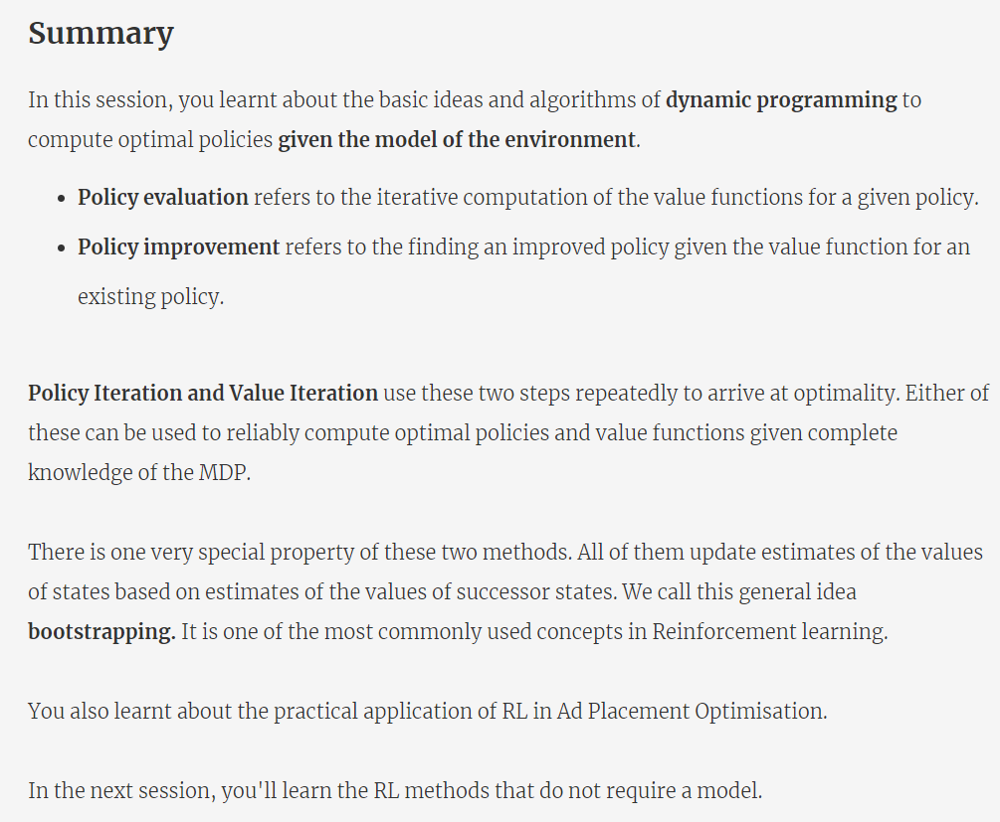 Summary
In this session, you learnt about the basic ideas and algorithms of dynamic programming to
compute optimal policies given the model of the environment.
• Policy evaluation refers to the iterative computation of the value functions for a given policy.
• Policy improvement refers to the finding an improved policy given the value function for an
existing policy.
Policy Iteration and Value Iteration use these two steps repeatedly to arrive at optimality. Either of
these can be used to reliably compute optimal policies and value functions given complete
knowledge of the MDP.
There is one very special property of these two methods. All of them update estimates of the values
of states based on estimates of the values of successor states. We call this general idea
bootstrapping. It is one of the most commonly used concepts in Reinforcement learning.
You also learnt about the practical application of RL in Ad Placement Optimisation.
In the next session, you'll learn the RL methods that do not require a model.